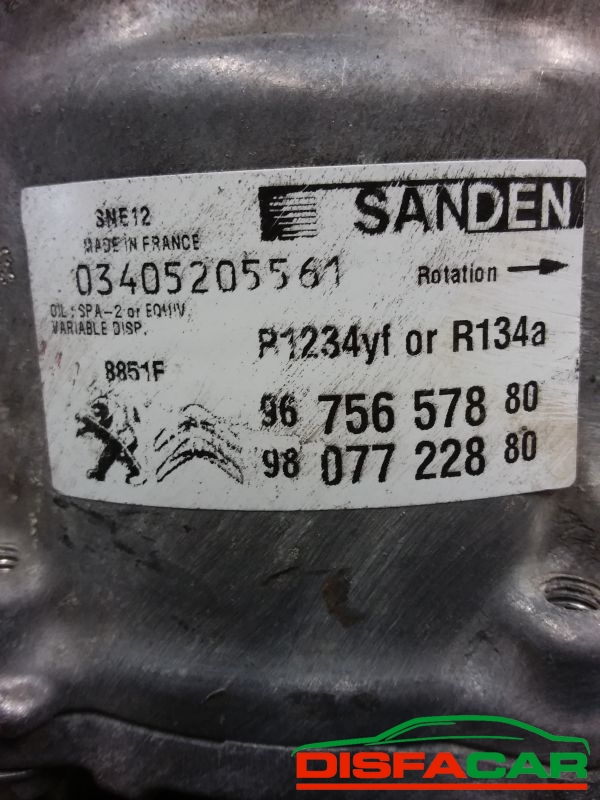 SANDEN
SNE12
MADE IN FRANCE
03405205561
Rotation
OIL : SPA-2 or EQUIV.
VARIABLE DISP.
R1234yf or R134a
8851F
96 756 578 80
98 077 228 80
DISFACAR